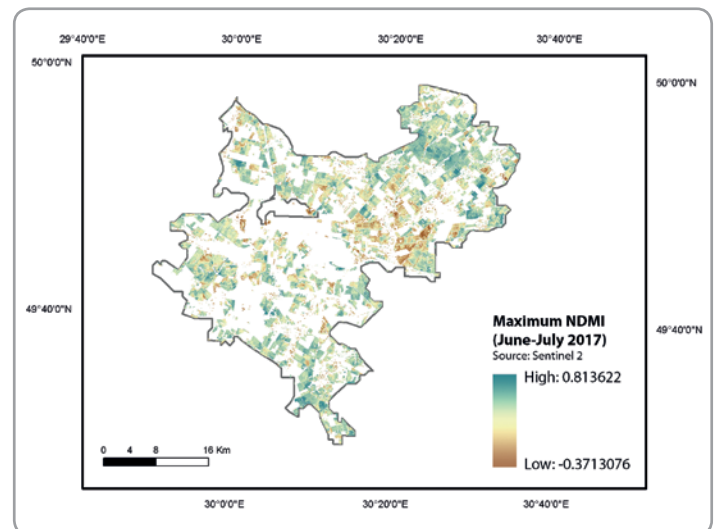 29°40'0"E 30°0'0"E 30°20'0"E 30°40'0"E
50°0'0"N
50°0'0"N
49°40'0"N
49°40'0"N
Maximum NDMI
(June-July 2017)
Source: Sentinel 2
High: 0.813622
Low: -0.3713076
0 4 8 16 Km
30°0'0"E 30°20'0"E 30°40'0"E